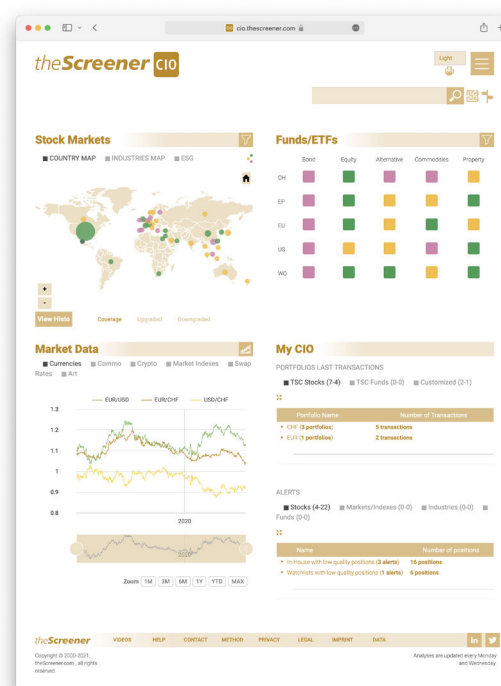 cio.thescreener.com
theScreener CIO
Light
Stock Markets
COUNTRY MAP INDUSTRIES MAP ESG
+
-
View Histo
Coverage Upgraded Downgraded
Funds/ETFs
Bond Equity Alternative Commodities Property
CH
EP
EU
US
WO
Market Data
Currencies Commo Crypto Market Indexes Swap
Rates Art
EUR/USD EUR/CHF USD/CHF
1.3
1.2
1.1
1
0.9
0.8
2020
2020
Zoom 1M 3M 6M 1Y YTD MAX
My CIO
PORTFOLIOS LAST TRANSACTIONS
TSC Stocks (7-4) TSC Funds (0-0) Customized (2-1)
Portfolio Name Number of Transactions
CHF (3 portfolios) 5 transactions
EUR (1 portfolios) 2 transactions
ALERTS
Stocks (4-22) Markets/Indexes (0-0) Industries (0-0)
Funds (0-0)
Name Number of positions
In-House with low quality positions (3 alerts) 16 positions
Watchlists with low quality positions (1 alerts) 6 positions
theScreener VIDEOS HELP CONTACT METHOD PRIVACY LEGAL IMPRINT DATA in
Copyright © 2000-2021,
theScreener.com , all rights
reserved.
Analyses are updated every Monday
and Wednesday.